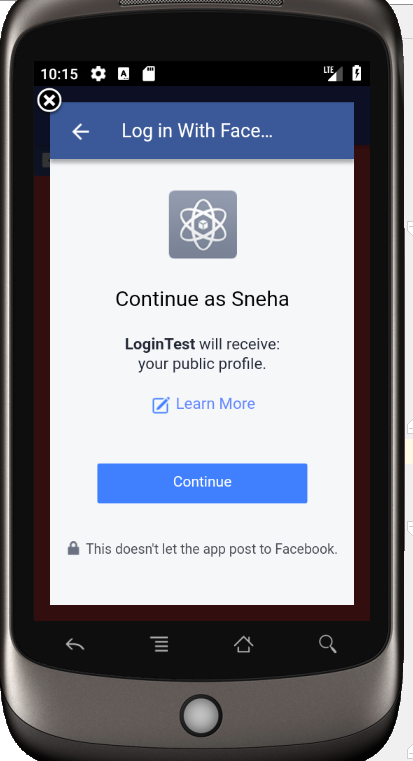 10:15
LTE
Log in With Face...
Continue as Sneha
LoginTest will receive:
your public profile.
Learn More
Continue
This doesn't let the app post to Facebook.